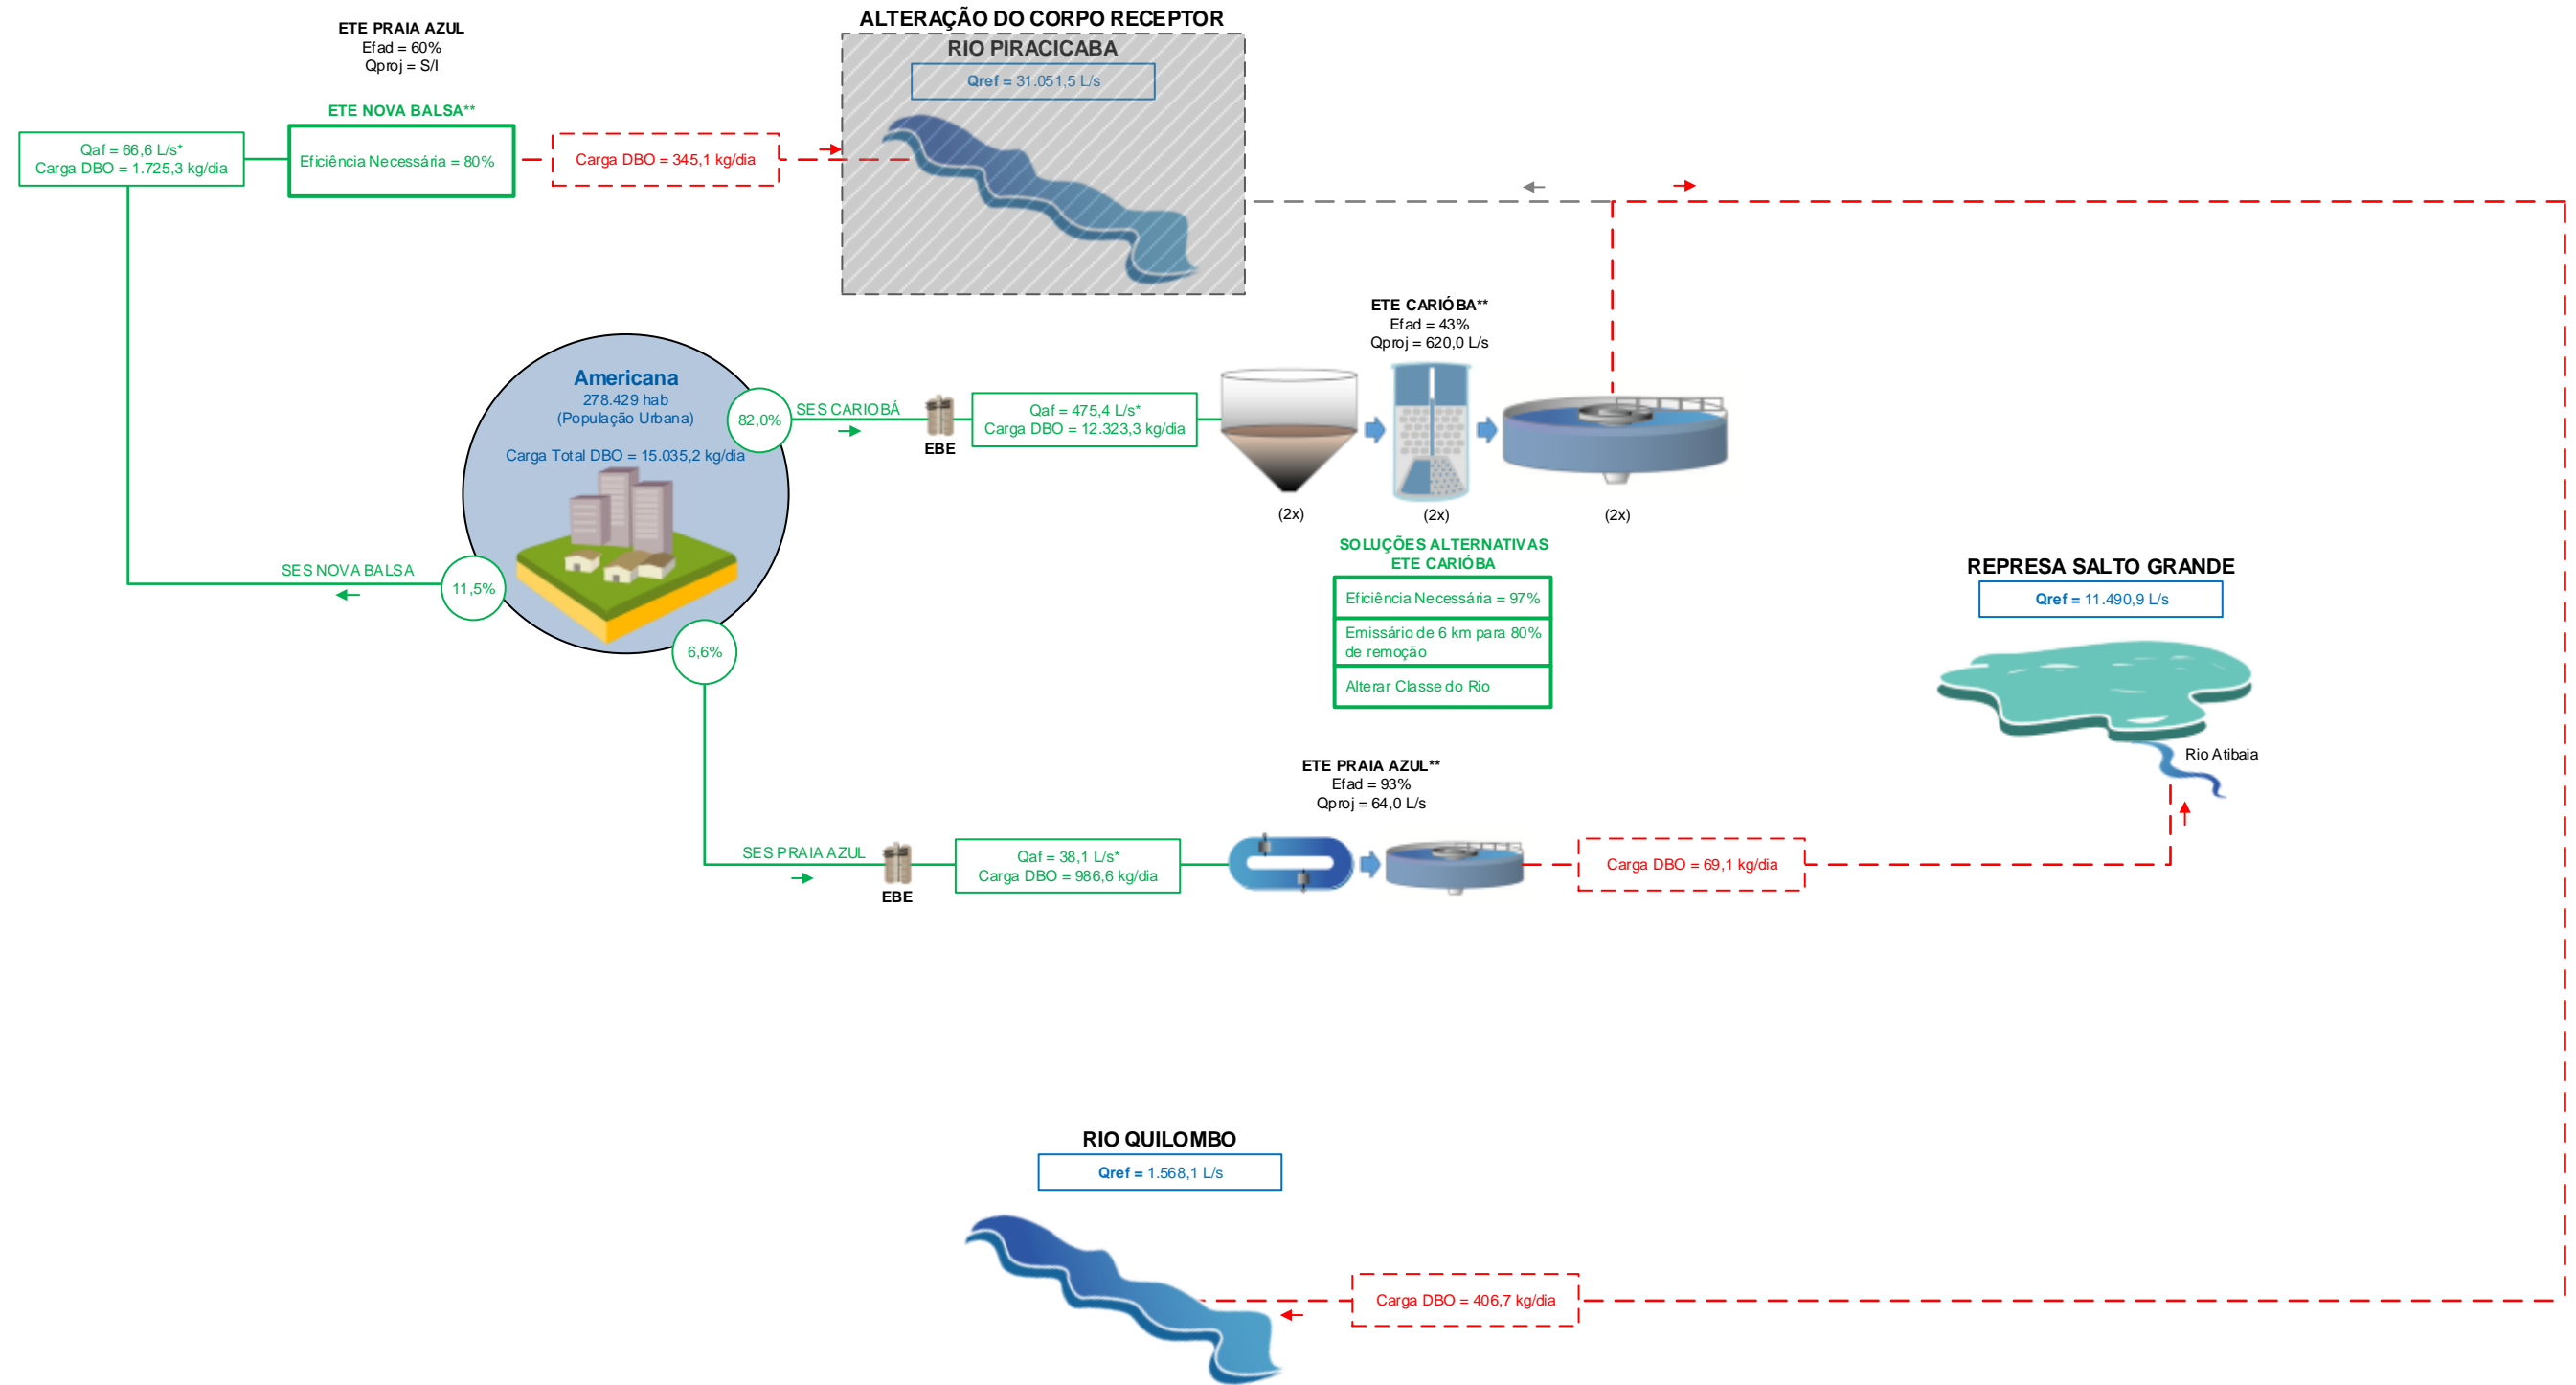 ETE PRAIA AZUL
Efad = 60%
Qproj = S/I
ETE NOVA BALSA**
Qaf = 66,6 L/s*
Carga DBO = 1.725,3 kg/dia
Eficiência Necessária = 80%
Carga DBO = 345,1 kg/dia
ALTERAÇÃO DO CORPO RECEPTOR
RIO PIRACICABA
Qref = 31.051,5 L/s
Americana
278.429 hab
(População Urbana)
Carga Total DBO = 15.035,2 kg/dia
82,0%
SES CARIOBÁ
EBE
Qaf = 475,4 L/s*
Carga DBO = 12.323,3 kg/dia
ETE CARIÓBA**
Efad = 43%
Qproj = 620,0 L/s
(2x)
(2x)
(2x)
SOLUÇÕES ALTERNATIVAS
ETE CARIÓBA
Eficiência Necessária = 97%
Emissário de 6 km para 80%
de remoção
Alterar Classe do Rio
SES NOVA BALSA
11,5%
6,6%
REPRESA SALTO GRANDE
Qref = 11.490,9 L/s
Rio Atibaia
SES PRAIA AZUL
EBE
Qaf = 38,1 L/s*
Carga DBO = 986,6 kg/dia
ETE PRAIA AZUL**
Efad = 93%
Qproj = 64,0 L/s
Carga DBO = 69,1 kg/dia
RIO QUILOMBO
Qref = 1.568,1 L/s
Carga DBO = 406,7 kg/dia